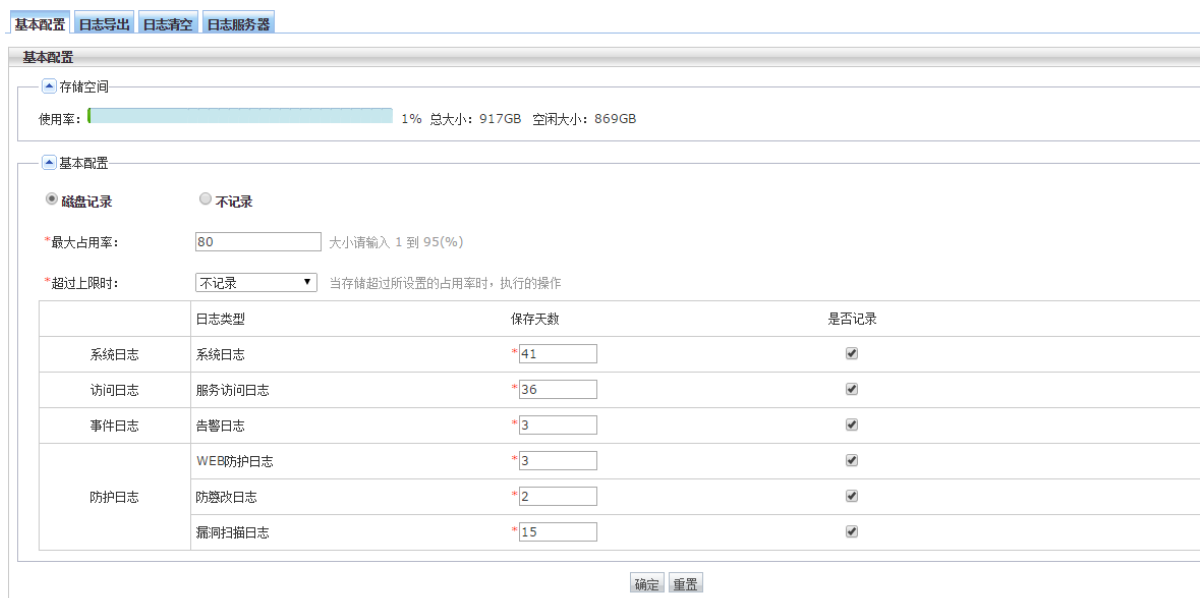 基本配置 日志导出 日志清空 日志服务器
基本配置
存储空间
使用率: 1% 总大小: 917GB 空闲大小: 869GB
基本配置
磁盘记录 不记录
*最大占用率: 80 大小请输入 1 到 95(%)
*超过上限时: 不记录 当存储超过所设置的占用率时，执行的操作
日志类型 保存天数 是否记录
系统日志 系统日志 *41
访问日志 服务访问日志 *36
事件日志 告警日志 *3
WEB防护日志 *3
防护日志 防篡改日志 *2
漏洞扫描日志 *15
确定 重置